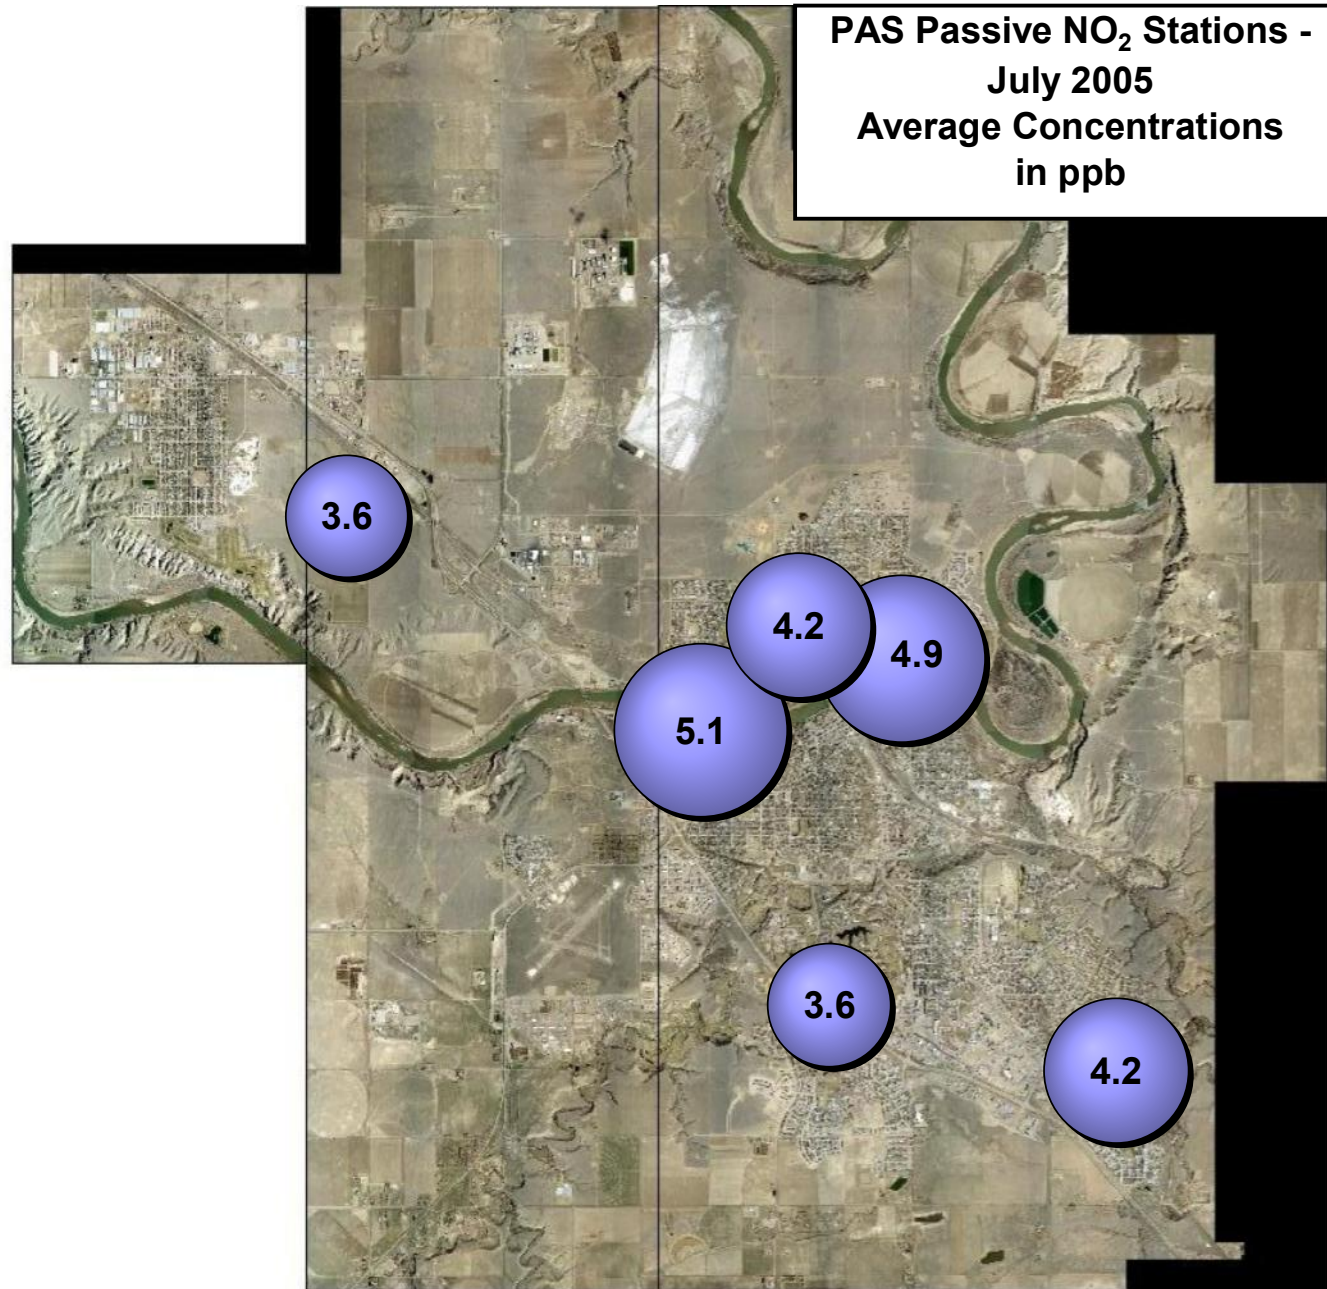 PAS Passive NO₂ Stations -
July 2005
Average Concentrations
in ppb
3.6
4.2
4.9
5.1
3.6
4.2